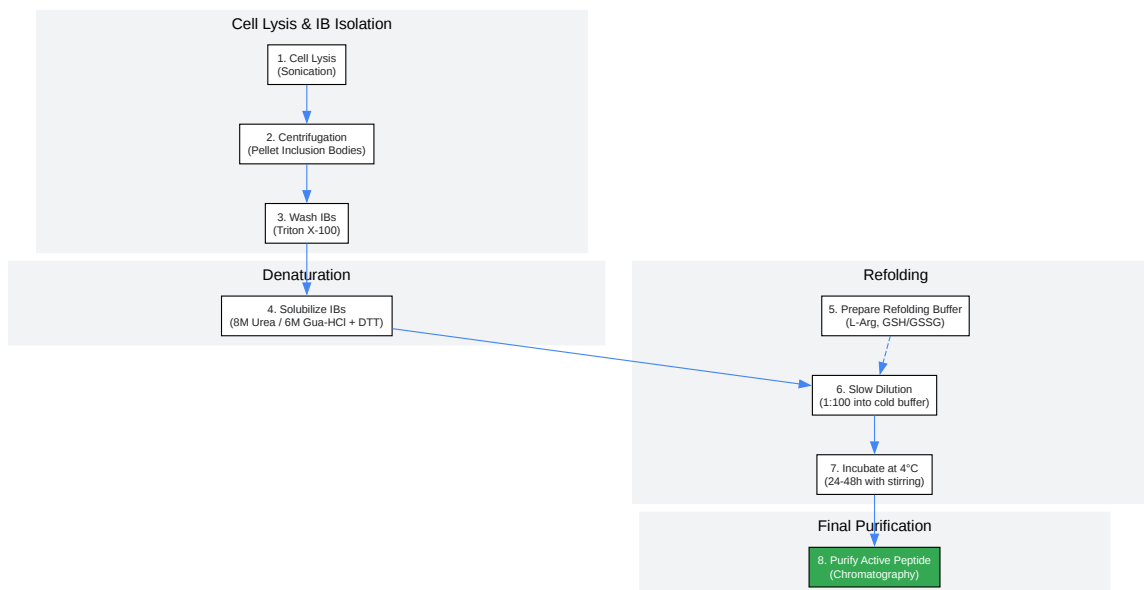 Cell Lysis & IB Isolation
1. Cell Lysis
(Sonication)
2. Centrifugation
(Pellet Inclusion Bodies)
3. Wash IBs
(Triton X-100)
Denaturation
4. Solubilize IBs
(8M Urea / 6M Gua-HCl + DTT)
Refolding
5. Prepare Refolding Buffer
(L-Arg, GSH/GSSG)
6. Slow Dilution
(1:100 into cold buffer)
7. Incubate at 4°C
(24-48h with stirring)
Final Purification
8. Purify Active Peptide
(Chromatography)